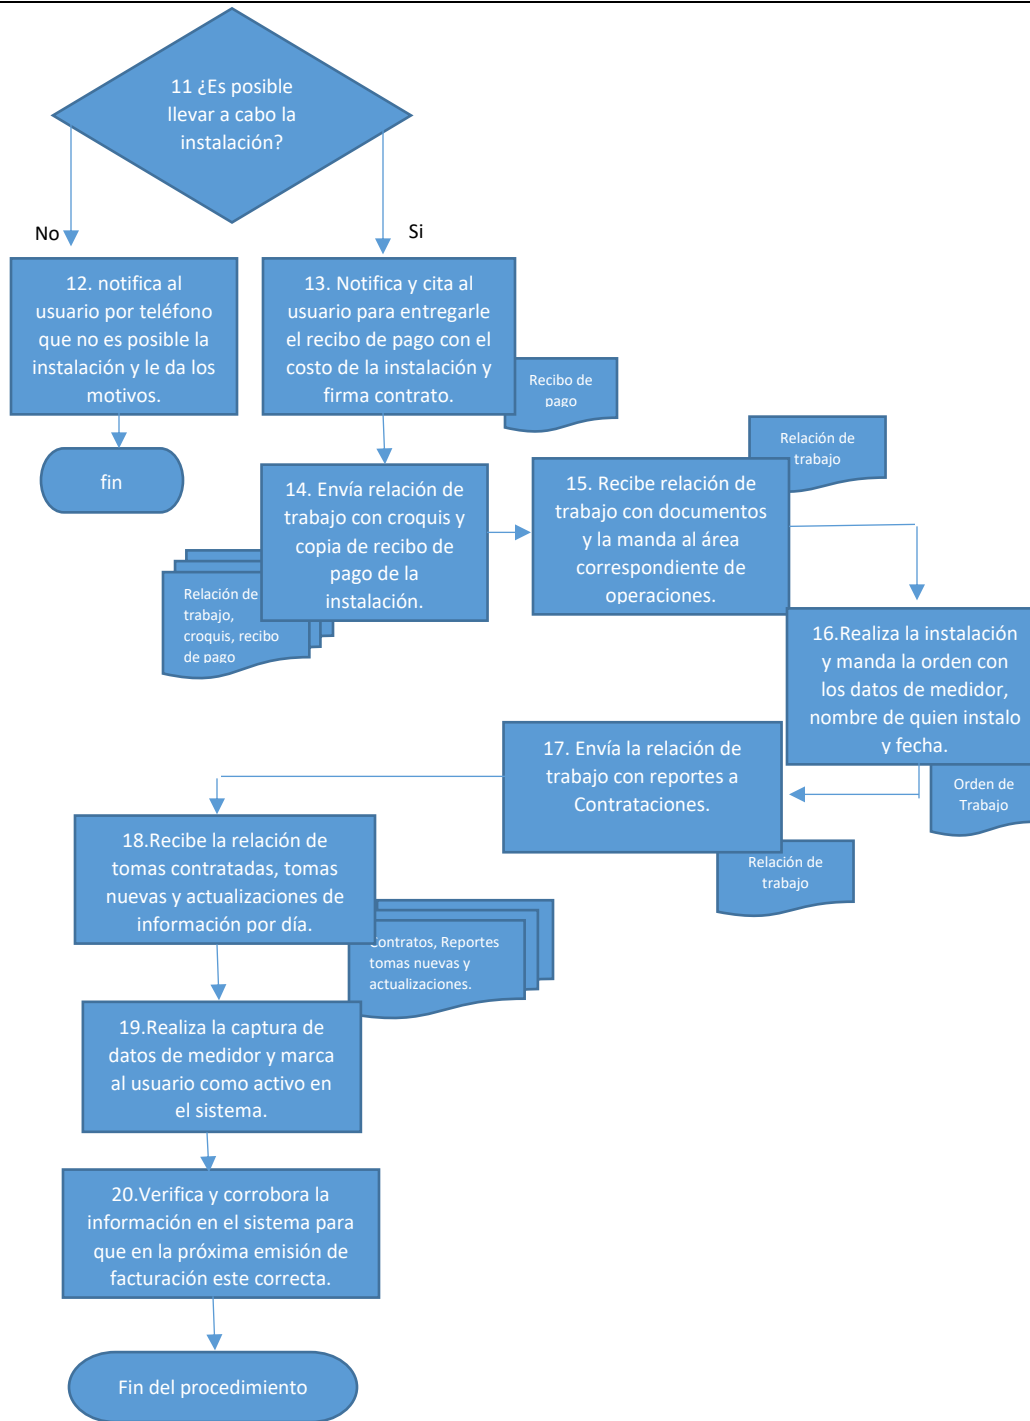 11 ¿Es posible
llevar a cabo la
instalación?
No
Si
12. notifica al
usuario por teléfono
que no es posible la
instalación y le da los
motivos.
fin
13. Notifica y cita al
usuario para entregarle
el recibo de pago con el
costo de la instalación y
firma contrato.
Recibo de
pago
14. Envía relación de
trabajo con croquis y
copia de recibo de
pago de la
instalación.
Relación de
trabajo,
croquis, recibo
de pago
15. Recibe relación de
trabajo con documentos
y la manda al área
correspondiente de
operaciones.
Relación de
trabajo
16.Realiza la instalación
y manda la orden con
los datos de medidor,
nombre de quien instalo
y fecha.
Orden de
Trabajo
17. Envía la relación de
trabajo con reportes a
Contrataciones.
Relación de
trabajo
18.Recibe la relación de
tomas contratadas, tomas
nuevas y actualizaciones de
información por día.
Contratos, Reportes
tomas nuevas y
actualizaciones.
19.Realiza la captura de
datos de medidor y marca
al usuario como activo en
el sistema.
20.Verifica y corrobora la
información en el sistema para
que en la próxima emisión de
facturación este correcta.
Fin del procedimiento